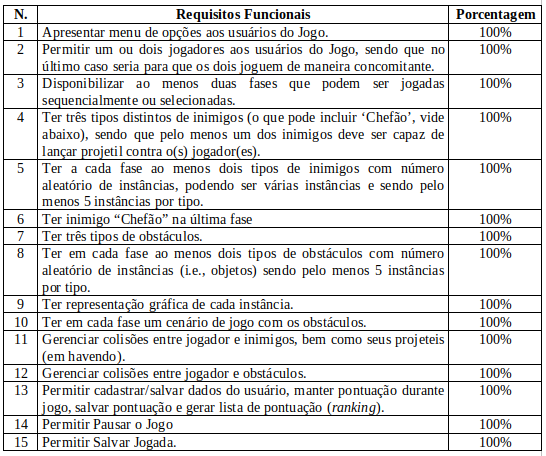 N. Requisitos Funcionais Porcentagem
1 Apresentar menu de opções aos usuários do Jogo. 100%
2 Permitir um ou dois jogadores aos usuários do Jogo, sendo que no 100%
último caso seria para que os dois joguem de maneira concomitante.
3 Disponibilizar ao menos duas fases que podem ser jogadas 100%
sequencialmente ou selecionadas.
4 Ter três tipos distintos de inimigos (o que pode incluir ‘Chefão’, vide 100%
abaixo), sendo que pelo menos um dos inimigos deve ser capaz de
lançar projetil contra o(s) jogador(es).
5 Ter a cada fase ao menos dois tipos de inimigos com número 100%
aleatório de instâncias, podendo ser várias instâncias e sendo pelo
menos 5 instâncias por tipo.
6 Ter inimigo “Chefão” na última fase 100%
7 Ter três tipos de obstáculos. 100%
8 Ter em cada fase ao menos dois tipos de obstáculos com número 100%
aleatório de instâncias (i.e., objetos) sendo pelo menos 5 instâncias
por tipo.
9 Ter representação gráfica de cada instância. 100%
10 Ter em cada fase um cenário de jogo com os obstáculos. 100%
11 Gerenciar colisões entre jogador e inimigos, bem como seus projeteis 100%
(em havendo).
12 Gerenciar colisões entre jogador e obstáculos. 100%
13 Permitir cadastrar/salvar dados do usuário, manter pontuação durante 100%
jogo, salvar pontuação e gerar lista de pontuação (ranking).
14 Permitir Pausar o Jogo 100%
15 Permitir Salvar Jogada. 100%